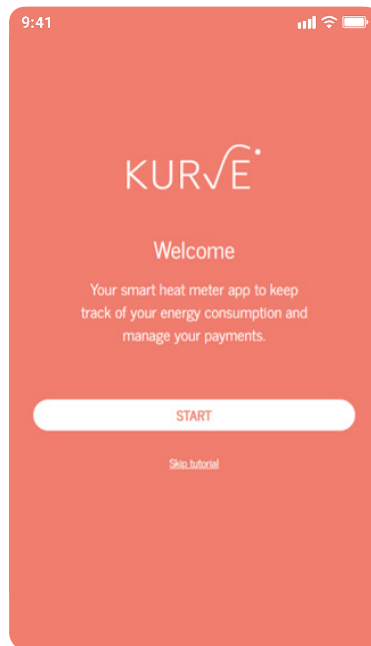 9:41
KURVE
Welcome
Your smart heat meter app to keep
track of your energy consumption and
manage your payments.
START
Skip tutorial